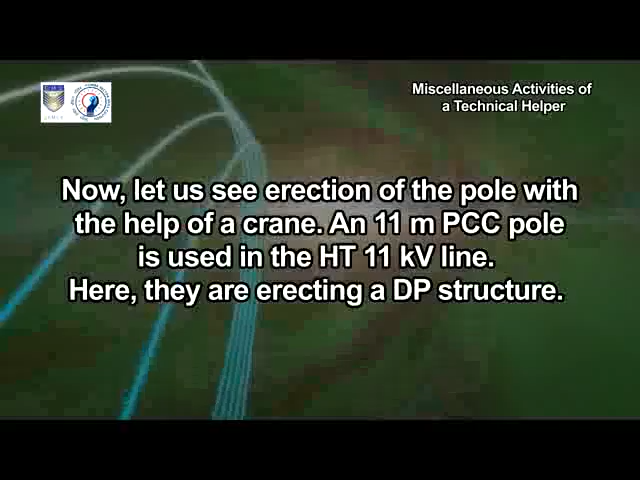 Miscellaneous Activities of
a Technical Helper
Now, let us see erection of the pole with
the help of a crane. An 11 m PCC pole
is used in the HT 11 kV line.
Here, they are erecting a DP structure.